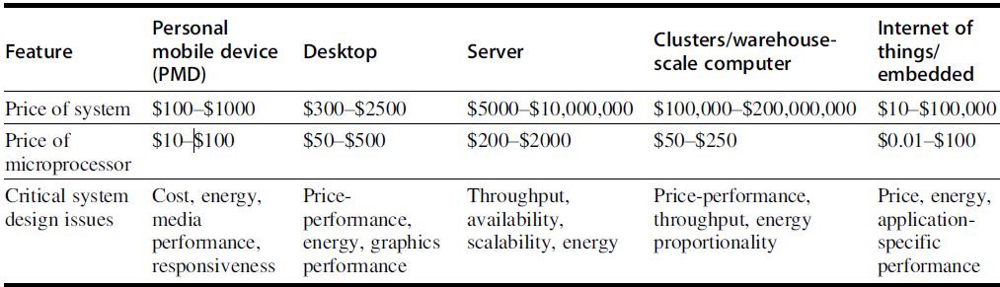 Feature Personal mobile device (PMD) Desktop Server Clusters/warehouse-scale computer Internet of things/embedded
Price of system $100–$1000 $300–$2500 $5000–$10,000,000 $100,000–$200,000,000 $10–$100,000
Price of microprocessor $10–$100 $50–$500 $200–$2000 $50–$250 $0.01–$100
Critical system design issues Cost, energy, media performance, responsiveness Price-performance, energy, graphics performance Throughput, availability, scalability, energy Price-performance, throughput, energy proportionality Price, energy, application-specific performance